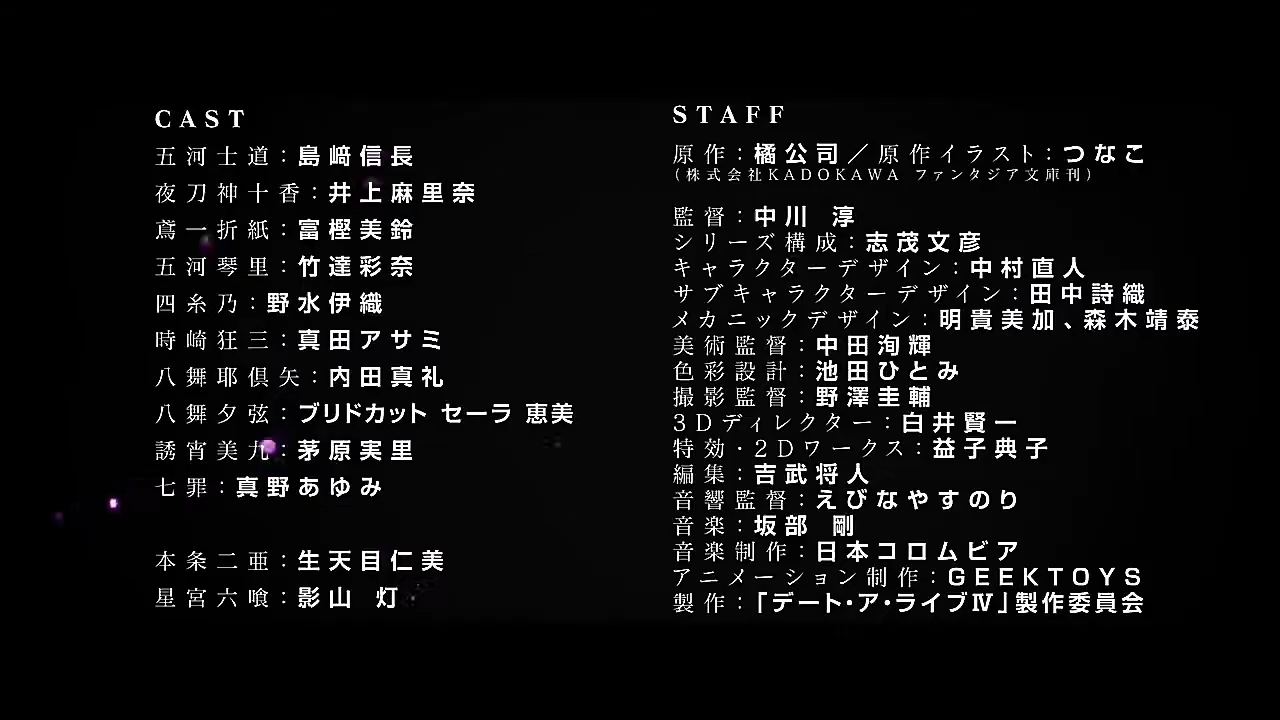 CAST
五河士道：島﨑信長
夜刀神十香：井上麻里奈
鳶一折紙：富樫美鈴
五河琴里：竹達彩奈
四糸乃：野水伊織
時崎狂三：真田アサミ
八舞耶倶矢：内田真礼
八舞夕弦：ブリドカット セーラ 恵美
誘宵美九：茅原実里
七罪：真野あゆみ
本条二亜：生天目仁美
星宮六喰：影山 灯
STAFF
原作：橘公司／原作イラスト：つなこ
（株式会社KADOKAWA ファンタジア文庫刊）
監督：中川 淳
シリーズ構成：志茂文彦
キャラクターデザイン：中村直人
サブキャラクターデザイン：田中詩織
メカニックデザイン：明貴美加、森木靖泰
美術監督：中田洵輝
色彩設計：池田ひとみ
撮影監督：野澤圭輔
3Dディレクター：白井賢一
特効・2Dワークス：益子典子
編集：吉武将人
音響監督：えびなやすのり
音楽：坂部 剛
音楽制作：日本コロムビア
アニメーション制作：GEEKTOYS
製作：「デート・ア・ライブⅣ」製作委員会